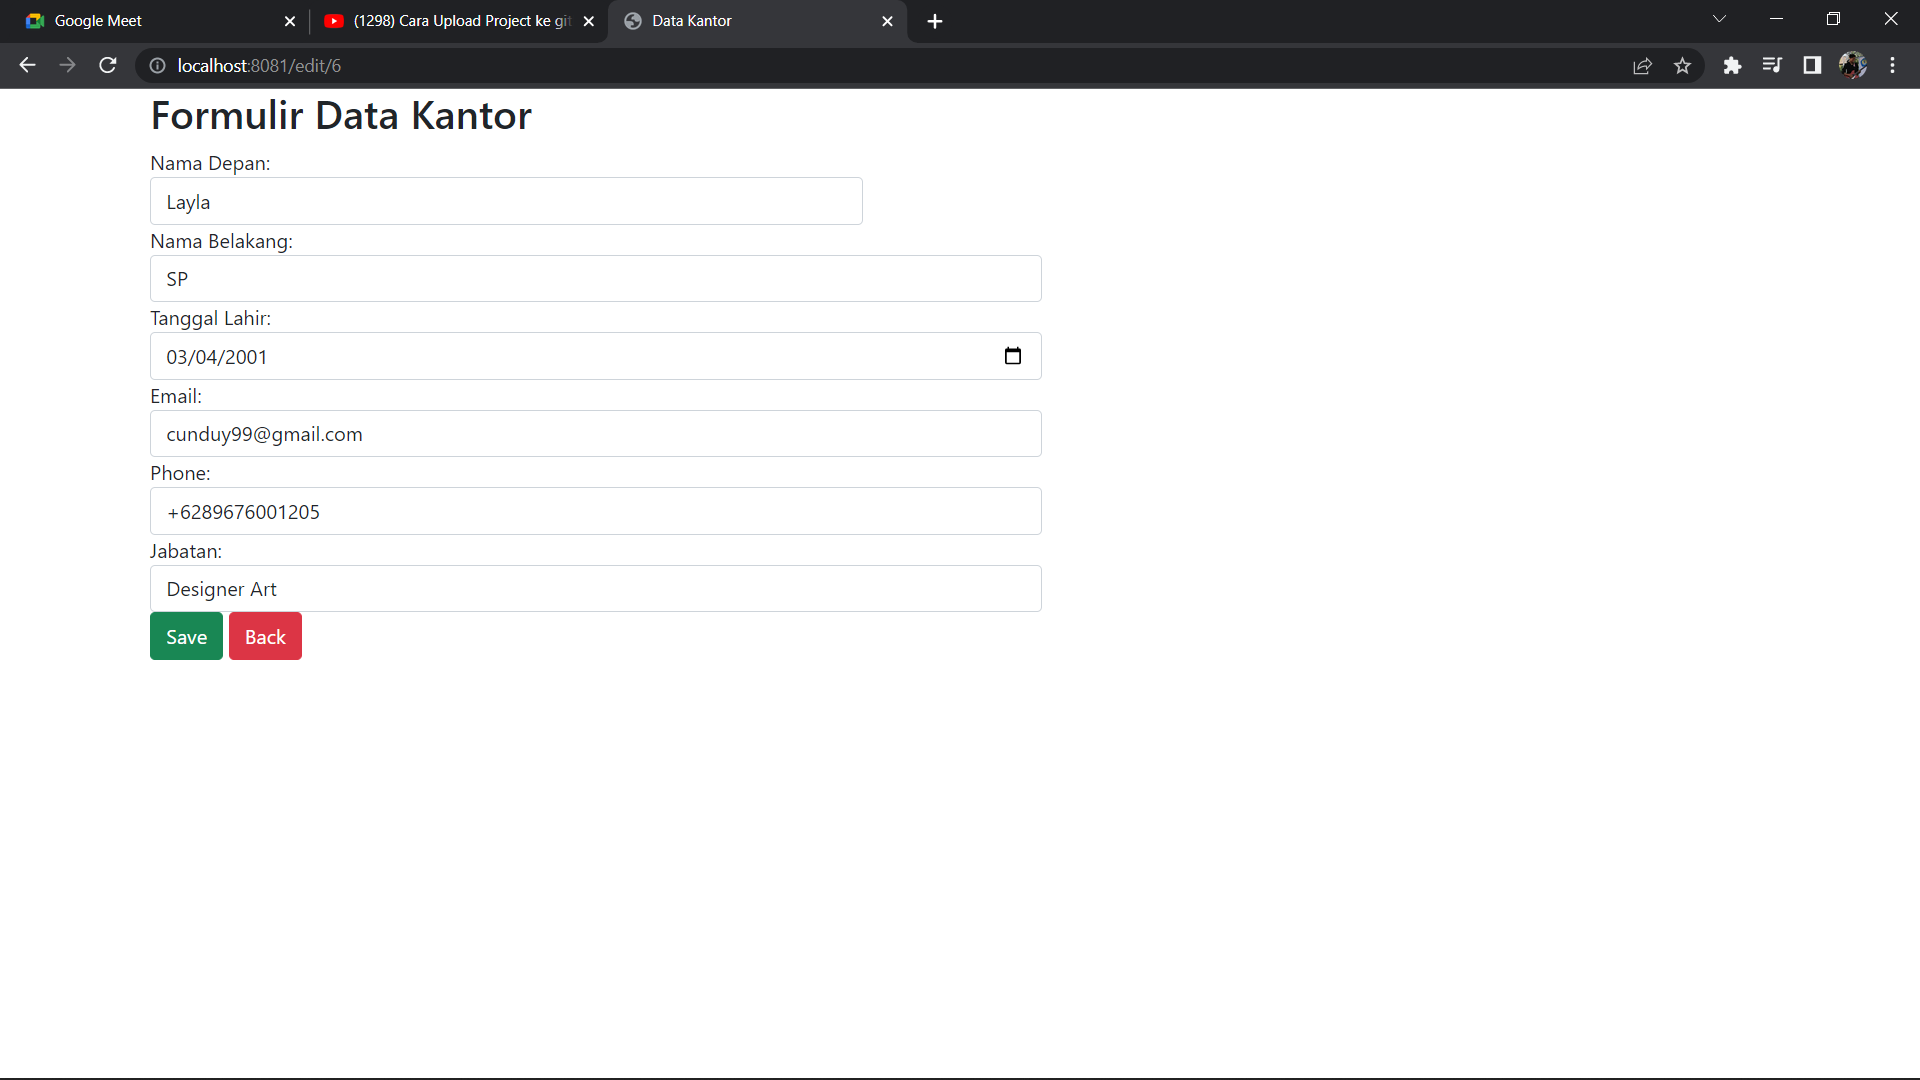 Google Meet
(1298) Cara Upload Project ke git
Data Kantor
localhost:8081/edit/6
Formulir Data Kantor
Nama Depan:
Layla
Nama Belakang:
SP
Tanggal Lahir:
03/04/2001
Email:
cunduy99@gmail.com
Phone:
+6289676001205
Jabatan:
Designer Art
Save Back